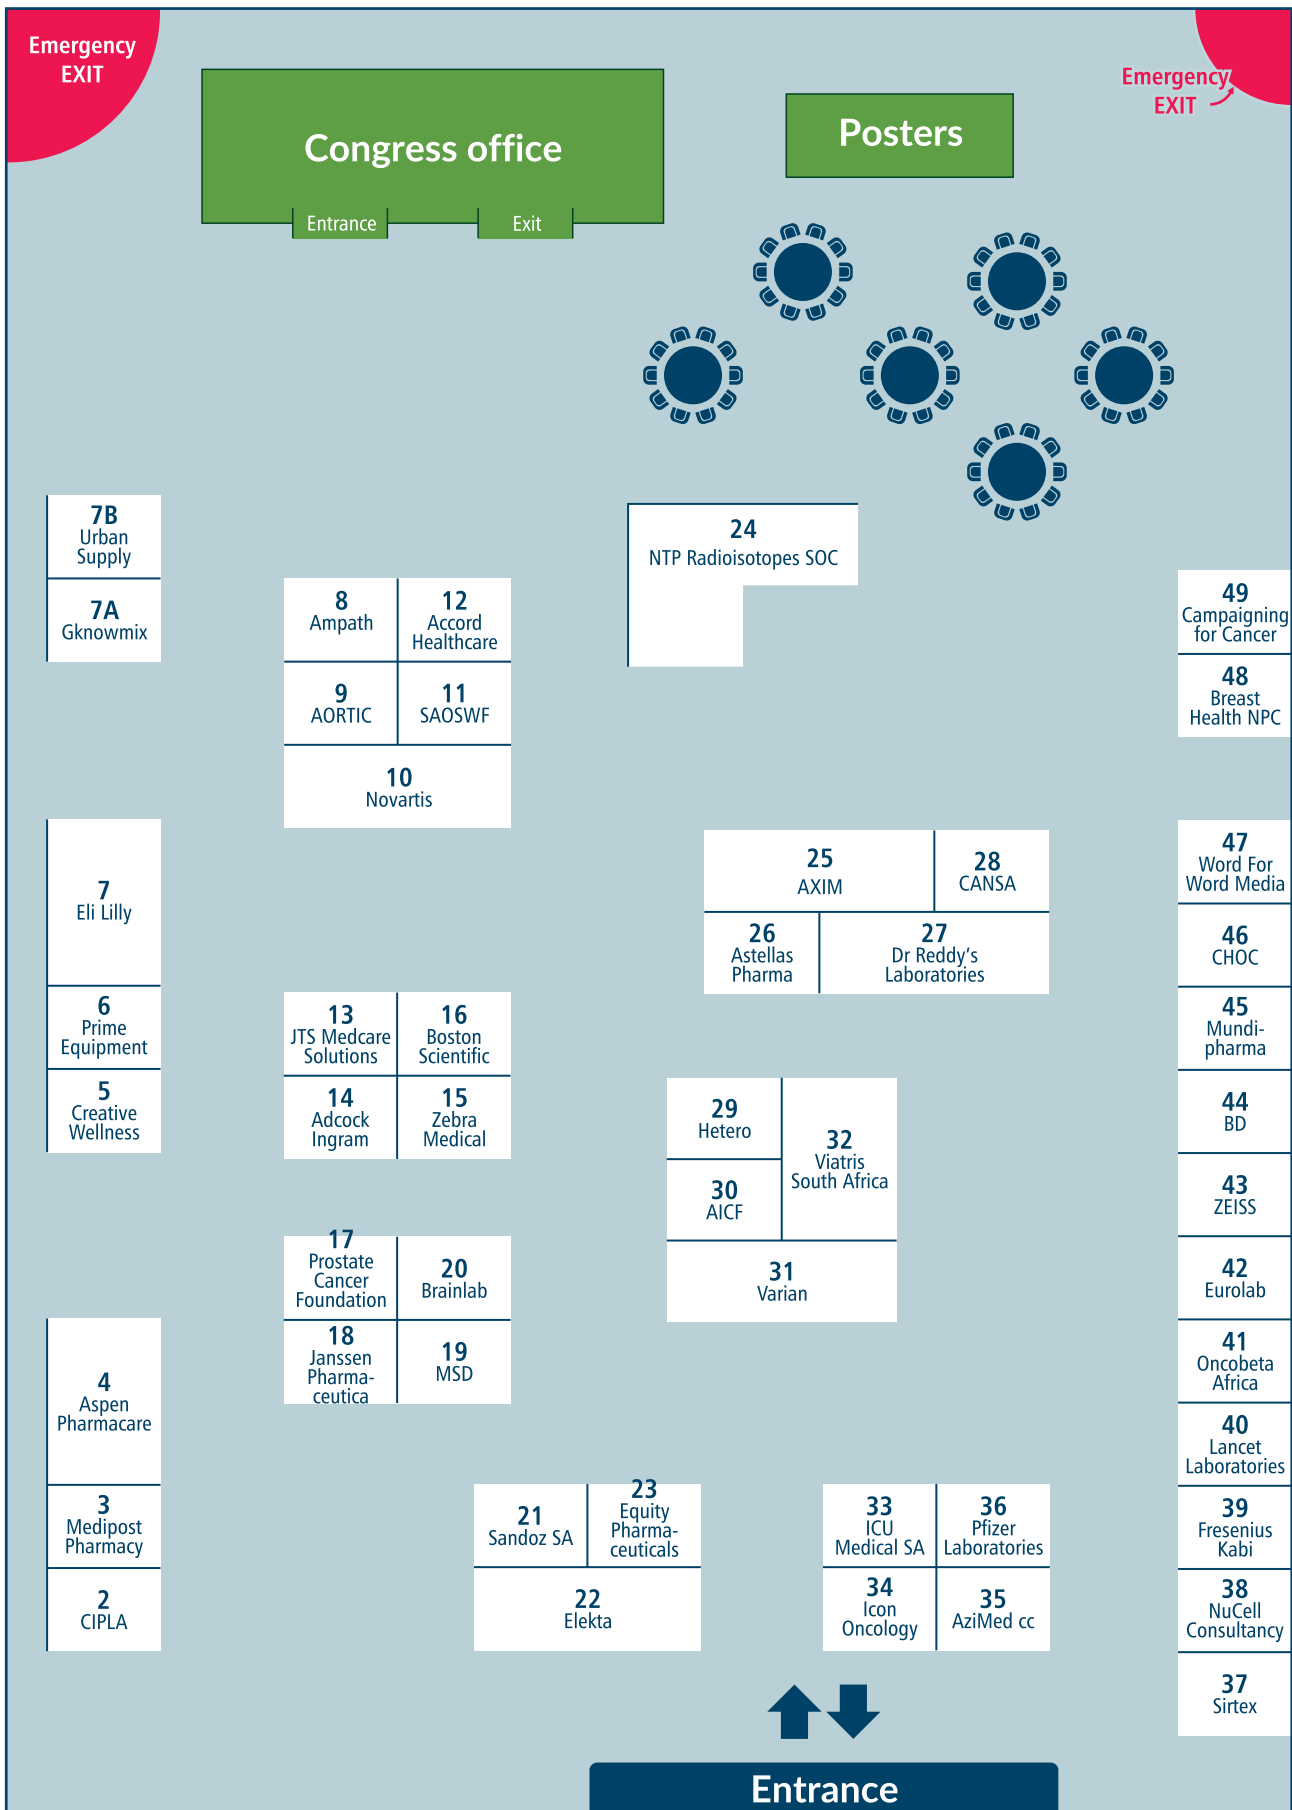 Emergency
EXIT
Emergency
EXIT
Congress office
Entrance
Exit
Posters
7B
Urban
Supply
7A
Gknowmix
8
Ampath
12
Accord
Healthcare
9
AORTIC
11
SAOSWF
10
Novartis
24
NTP Radioisotopes SOC
49
Campaigning
for Cancer
48
Breast
Health NPC
7
Eli Lilly
6
Prime
Equipment
5
Creative
Wellness
13
JTS Medcare
Solutions
16
Boston
Scientific
14
Adcock
Ingram
15
Zebra
Medical
25
AXIM
28
CANSA
26
Astellas
Pharma
27
Dr Reddy’s
Laboratories
29
Hetero
30
AICF
32
Viatris
South Africa
31
Varian
17
Prostate
Cancer
Foundation
20
Brainlab
18
Janssen
Pharma-
ceutica
19
MSD
4
Aspen
Pharmacare
3
Medipost
Pharmacy
2
CIPLA
21
Sandoz SA
23
Equity
Pharma-
ceuticals
22
Elekta
33
ICU
Medical SA
36
Pfizer
Laboratories
34
Icon
Oncology
35
AziMed cc
47
Word For
Word Media
46
CHOC
45
Mundi-
pharma
44
BD
43
ZEISS
42
Eurolab
41
Oncobeta
Africa
40
Lancet
Laboratories
39
Fresenius
Kabi
38
NuCell
Consultancy
37
Sirtex
Entrance